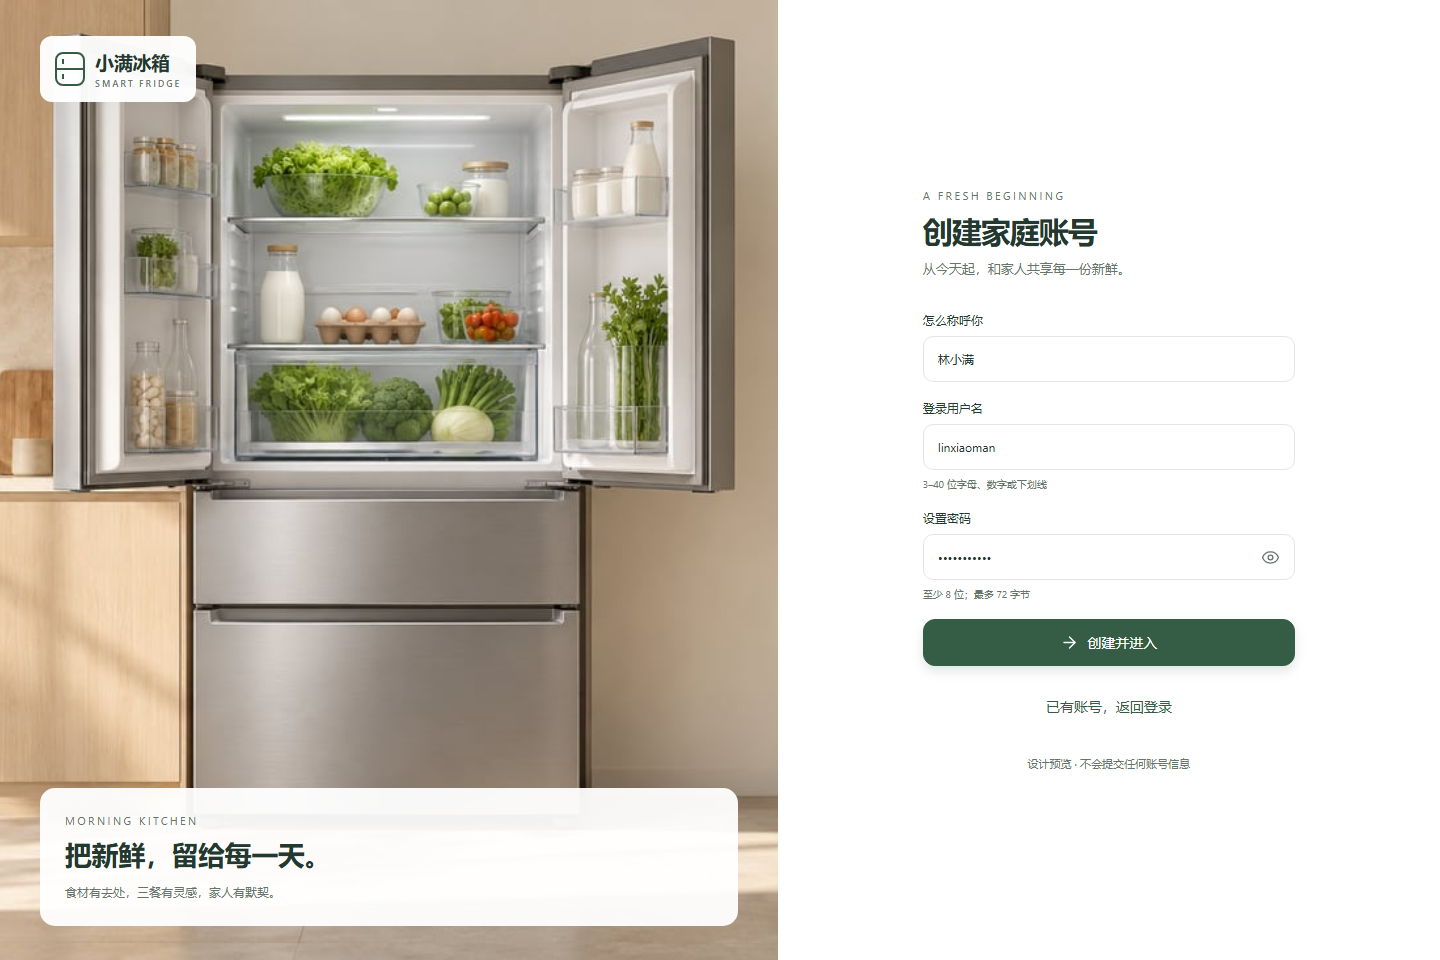 小满冰箱
SMART FRIDGE
MORNING KITCHEN
把新鲜，留给每一天。
食材有去处，三餐有灵感，家人有默契。
A FRESH BEGINNING
创建家庭账号
从今天起，和家人共享每一份新鲜。
怎么称呼你
林小满
登录用户名
linxiaoman
3–40 位字母、数字或下划线
设置密码
•••••••••••
至少 8 位；最多 72 字节
创建并进入
已有账号，返回登录
设计预览 · 不会提交任何账号信息